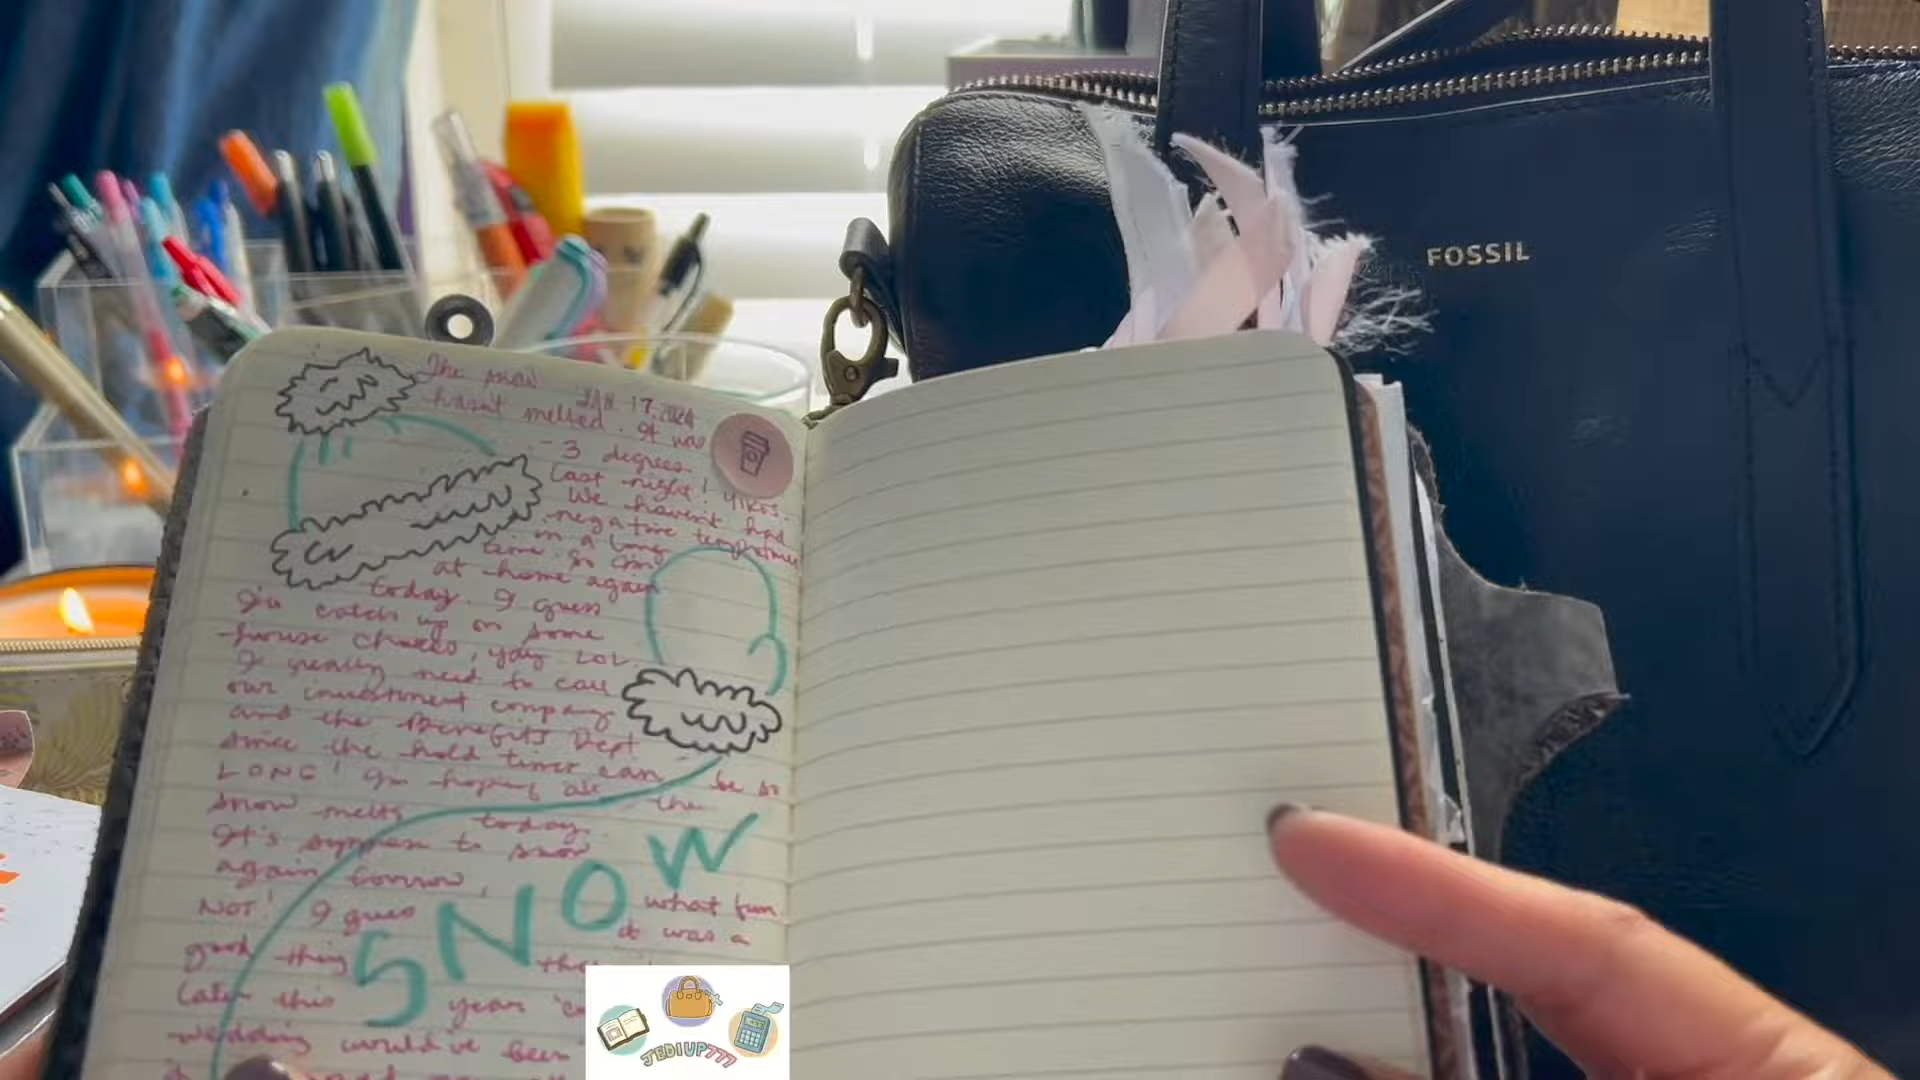 FOSSIL
The snow JAN. 17. 2024
hasn't melted. It was
-3 degrees
last night! YIKES.
We haven't had
negative temperatures
in a long
time so I'm
at home again
today. I guess
I'll catch up on some
house chores, yay LOL.
I really need to call
our investment company
and the Benefits Dept
since the hold times can be so
LONG! I'm hoping all the
snow melts today.
It's suppose to snow
again tomrow,
NOT! I guess what fun
it was a
good thing
SNOW
later this years
wedding would've been
JEDIUP777